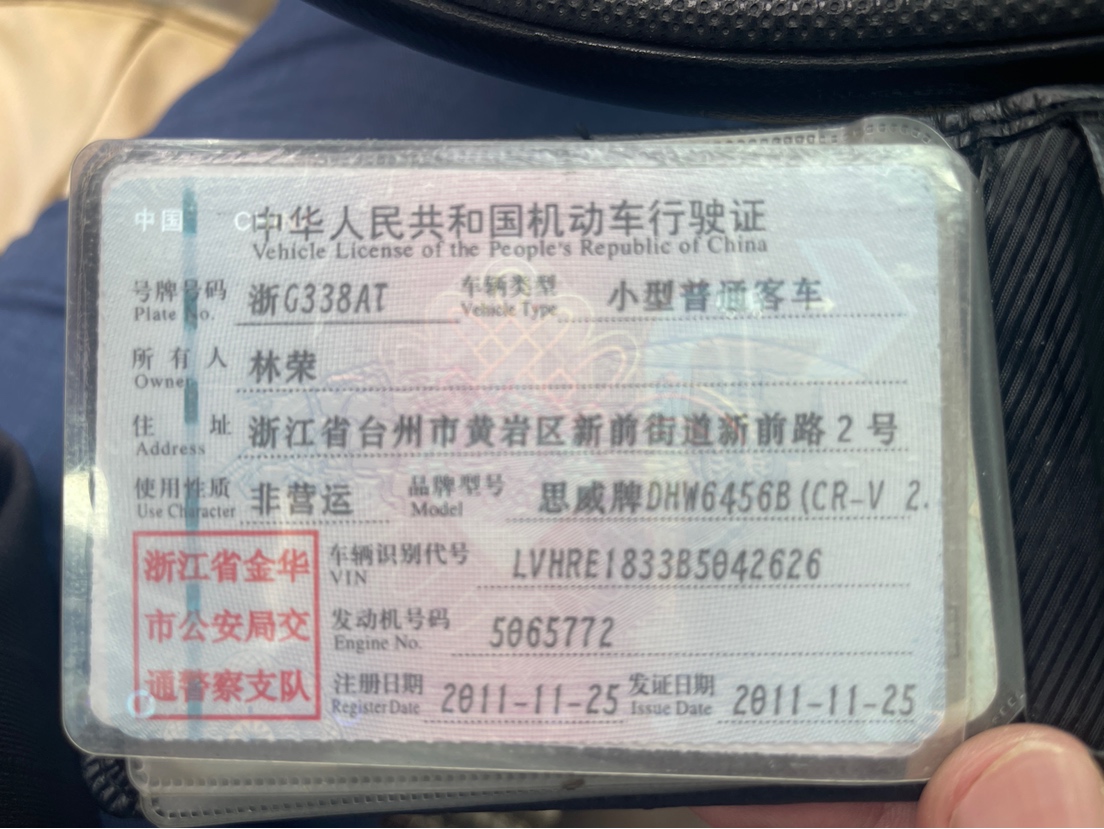 中国 CHINA
中华人民共和国机动车行驶证
Vehicle License of the People's Republic of China
号牌号码 浙G338AT 车辆类型 小型普通客车
Plate No. Vehicle Type
所有人 林荣
Owner
住址 浙江省台州市黄岩区新前街道新前路2号
Address
使用性质 非营运 品牌型号 思威牌DHW6456B(CR-V 2.
Use Character Model
浙江省金华
市公安局交
通警察支队
车辆识别代号 LVHRE1833B5042626
VIN
发动机号码 5065772
Engine No.
注册日期 2011-11-25 发证日期 2011-11-25
Register Date Issue Date